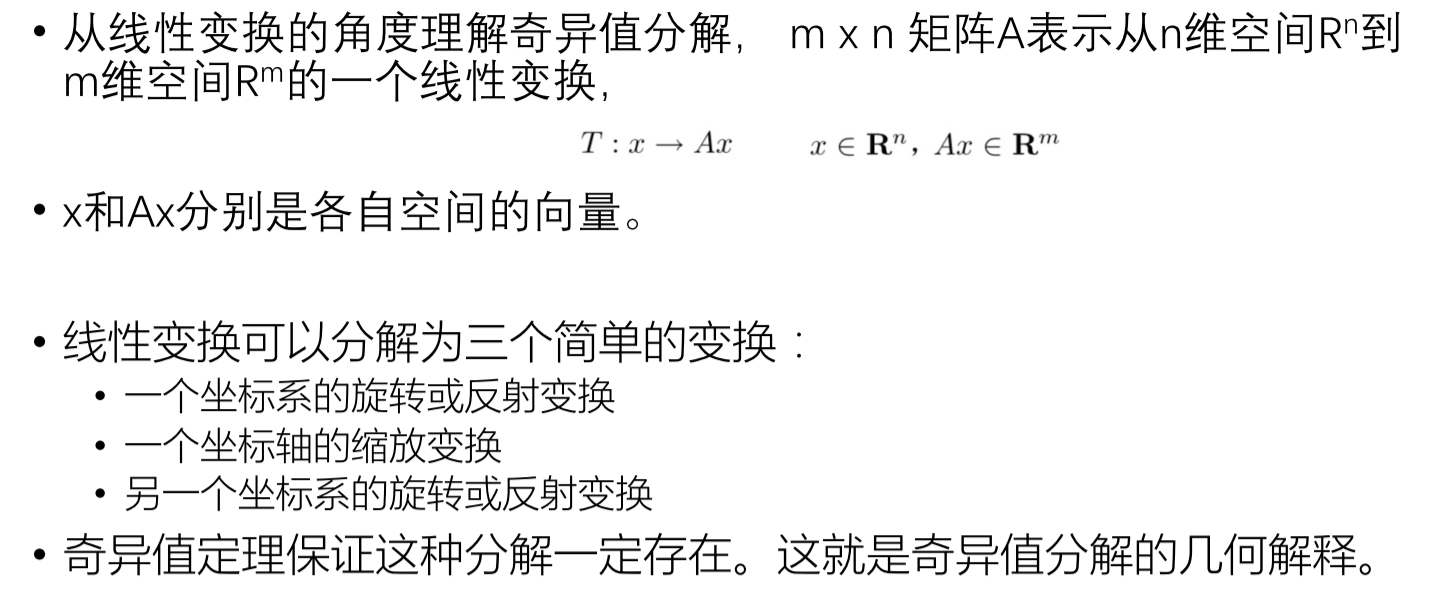 • 从线性变换的角度理解奇异值分解， m x n 矩阵A表示从n维空间Rⁿ到
m维空间Rᵐ的一个线性变换，
T : x → Ax x ∈ Rⁿ，Ax ∈ Rᵐ
• x和Ax分别是各自空间的向量。
• 线性变换可以分解为三个简单的变换：
• 一个坐标系的旋转或反射变换
• 一个坐标轴的缩放变换
• 另一个坐标系的旋转或反射变换
• 奇异值定理保证这种分解一定存在。这就是奇异值分解的几何解释。